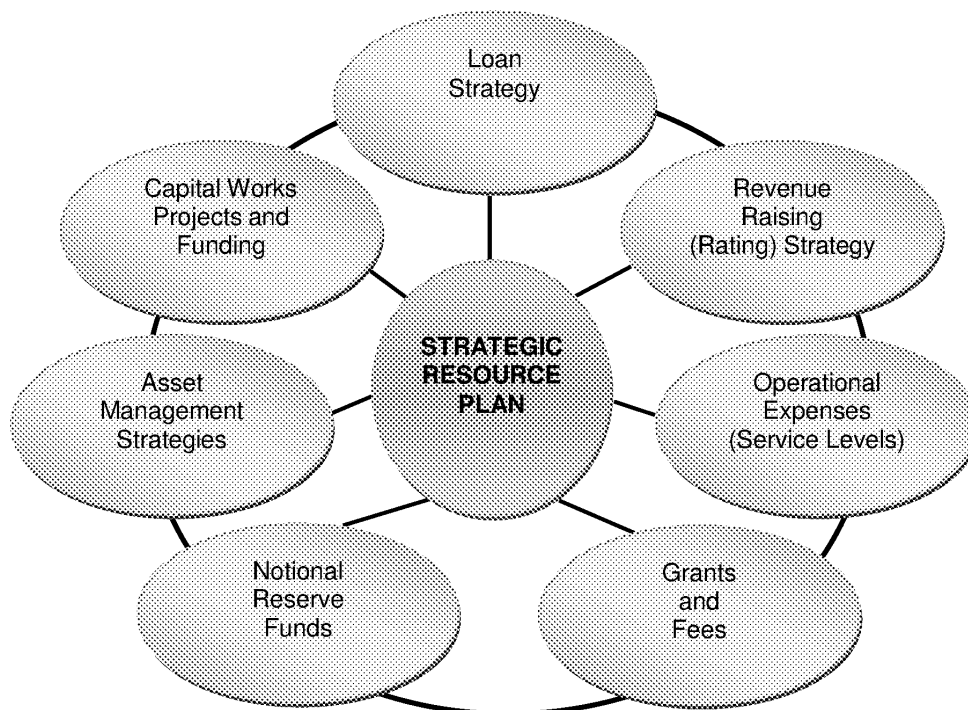 Loan
Strategy
Capital Works
Projects and
Funding
Revenue
Raising
(Rating) Strategy
STRATEGIC
RESOURCE
PLAN
Asset
Management
Strategies
Operational
Expenses
(Service Levels)
Notional
Reserve
Funds
Grants
and
Fees